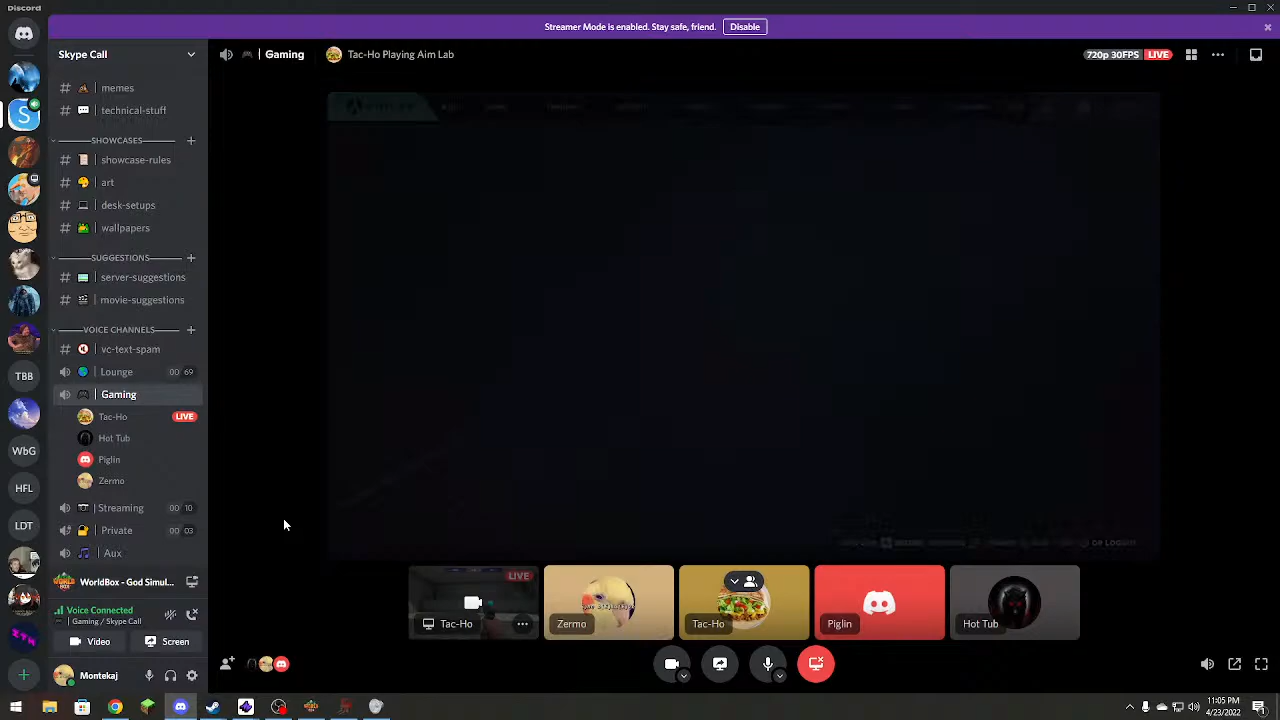 Discord
Streamer Mode is enabled. Stay safe, friend. Disable
Skype Call
| Gaming
Tac-Ho Playing Aim Lab
720p 30FPS LIVE
# | memes
# | technical-stuff
SHOWCASES
# | showcase-rules
# | art
# | desk-setups
# | wallpapers
SUGGESTIONS
# | server-suggestions
# | movie-suggestions
VOICE CHANNELS
# | vc-text-spam
| Lounge 00 69
| Gaming
Tac-Ho LIVE
Hot Tub
Piglin
Zermo
| Streaming 00 10
| Private 00 03
| Aux
S
TBB
WbG
HFL
LDT
OR LOGOUT
WorldBox - God Simul...
Voice Connected
| Gaming / Skype Call
Video
Screen
LIVE
Tac-Ho
Zermo
Tac-Ho
Piglin
Hot Tub
11:05 PM
4/23/2022